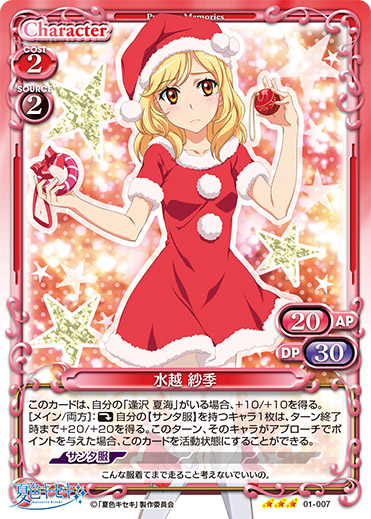 Character
Precious Memories
COST
2
SOURCE
2
20 AP
DP 30
水越 紗季
このカードは、自分の「逢沢 夏海」がいる場合、+10/+10を得る。
[メイン/両方]:自分の【サンタ服】を持つキャラ1枚は、ターン終了
時まで+20/+20を得る。このターン、そのキャラがアプローチでポ
イントを与えた場合、このカードを活動状態にすることができる。
サンタ服
こんな服着てまで走ること考えないでいいの。
夏色キセキ
©「夏色キセキ」製作委員会
★★★ 01-007